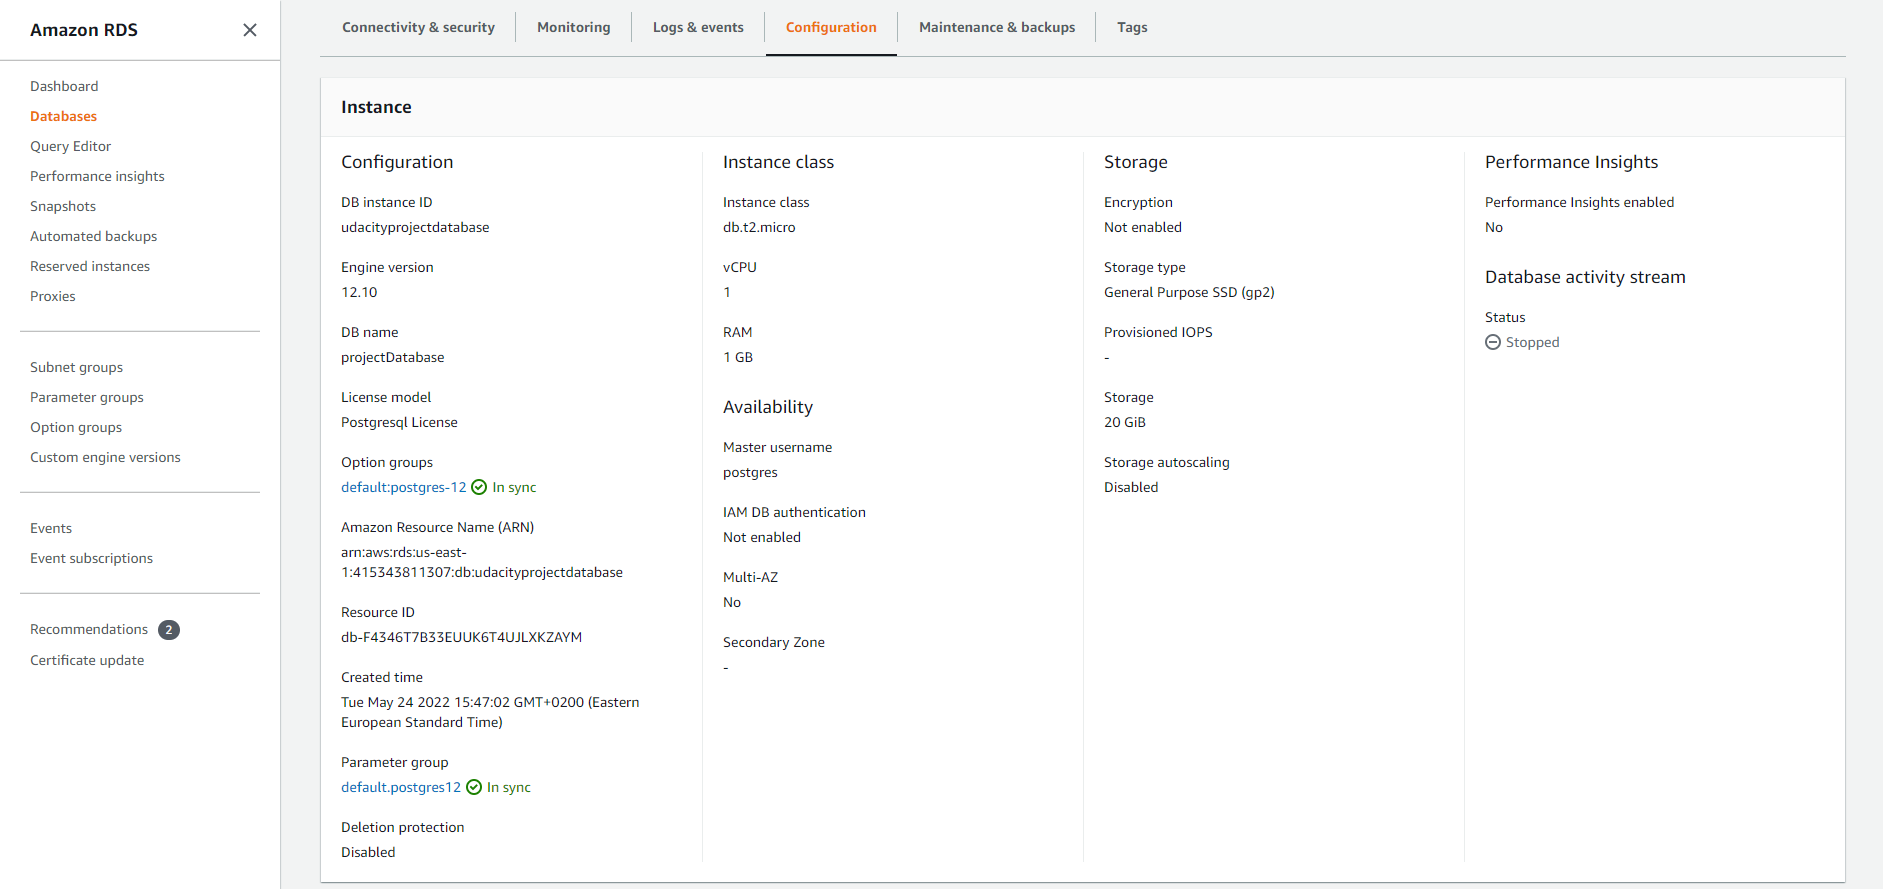 Amazon RDS
Dashboard
Databases
Query Editor
Performance insights
Snapshots
Automated backups
Reserved instances
Proxies
Subnet groups
Parameter groups
Option groups
Custom engine versions
Events
Event subscriptions
Recommendations 2
Certificate update
Connectivity & security
Monitoring
Logs & events
Configuration
Maintenance & backups
Tags
Instance
Configuration
DB instance ID
udacityprojectdatabase
Engine version
12.10
DB name
projectDatabase
License model
Postgresql License
Option groups
default:postgres-12 In sync
Amazon Resource Name (ARN)
arn:aws:rds:us-east-
1:415343811307:db:udacityprojectdatabase
Resource ID
db-F4346T7B33EUUK6T4UJLXKZAYM
Created time
Tue May 24 2022 15:47:02 GMT+0200 (Eastern
European Standard Time)
Parameter group
default.postgres12 In sync
Deletion protection
Disabled
Instance class
Instance class
db.t2.micro
vCPU
1
RAM
1 GB
Availability
Master username
postgres
IAM DB authentication
Not enabled
Multi-AZ
No
Secondary Zone
-
Storage
Encryption
Not enabled
Storage type
General Purpose SSD (gp2)
Provisioned IOPS
-
Storage
20 GiB
Storage autoscaling
Disabled
Performance Insights
Performance Insights enabled
No
Database activity stream
Status
Stopped